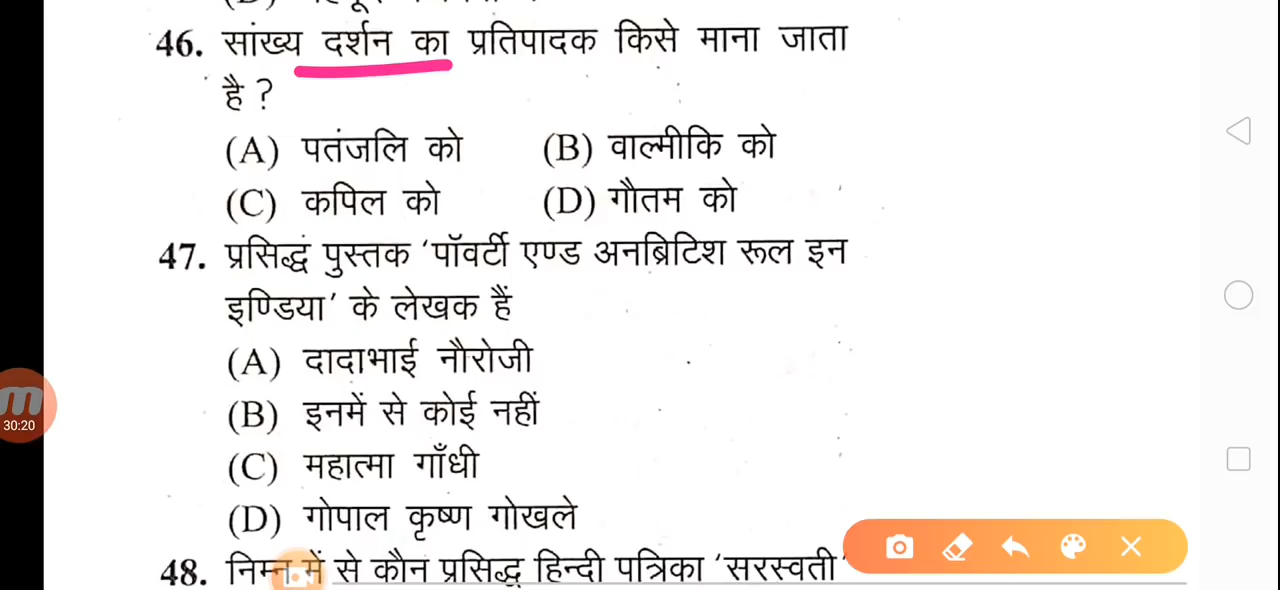 46. सांख्य दर्शन का प्रतिपादक किसे माना जाता
है ?
(A) पतंजलि को (B) वाल्मीकि को
(C) कपिल को (D) गौतम को
47. प्रसिद्ध पुस्तक ‘पॉवर्टी एण्ड अनब्रिटिश रूल इन
इण्डिया’ के लेखक हैं
(A) दादाभाई नौरोजी
(B) इनमें से कोई नहीं
(C) महात्मा गाँधी
(D) गोपाल कृष्ण गोखले
48. निम्न में से कौन प्रसिद्ध हिन्दी पत्रिका ‘सरस्वती’
30:20